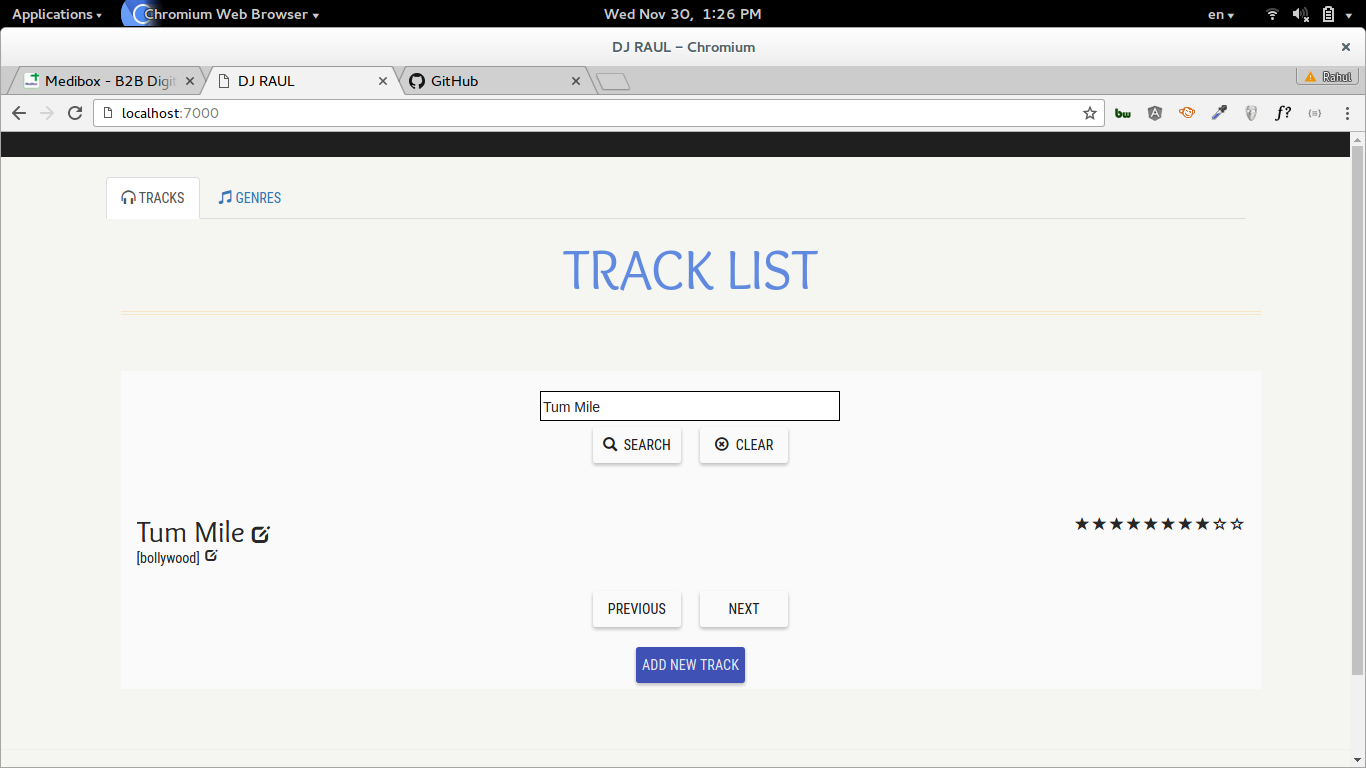 Applications Chromium Web Browser Wed Nov 30, 1:26 PM en
DJ RAUL - Chromium
Medibox - B2B Digit DJ RAUL GitHub Rahul
localhost:7000 bw f?
TRACKS GENRES
TRACK LIST
Tum Mile
SEARCH CLEAR
Tum Mile
[bollywood]
PREVIOUS NEXT
ADD NEW TRACK